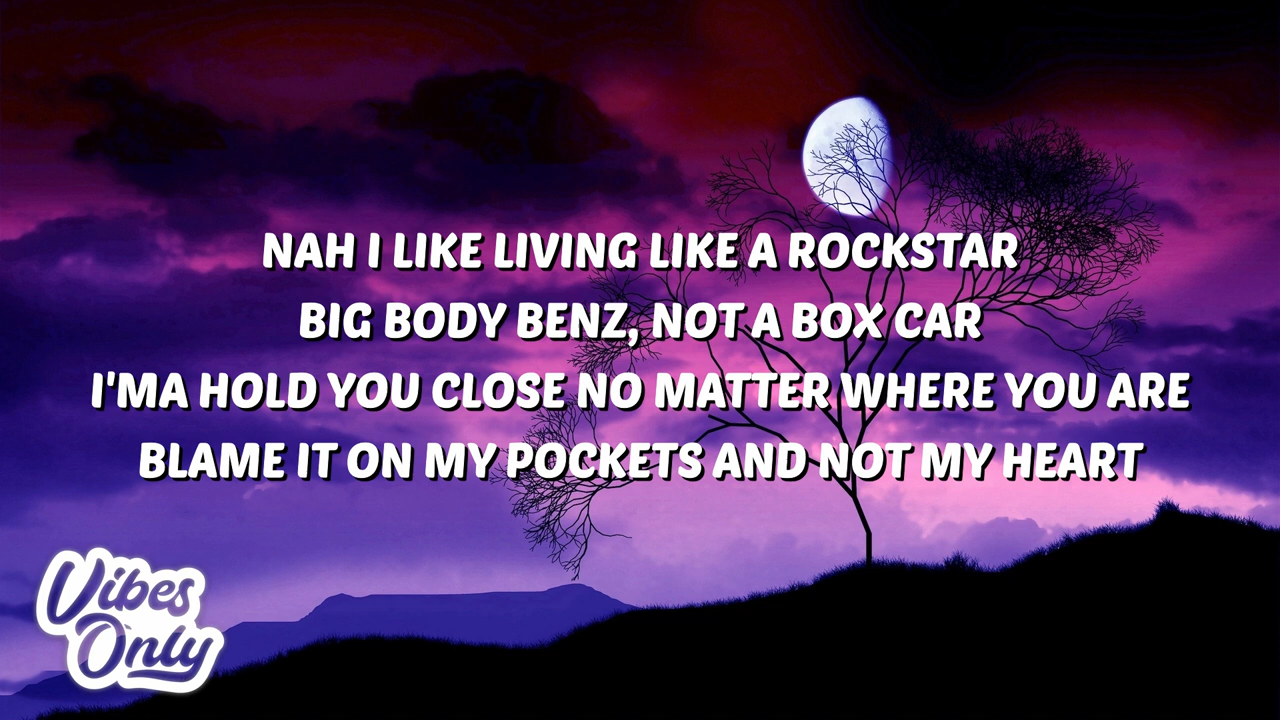 NAH I LIKE LIVING LIKE A ROCKSTAR
BIG BODY BENZ, NOT A BOX CAR
I'MA HOLD YOU CLOSE NO MATTER WHERE YOU ARE
BLAME IT ON MY POCKETS AND NOT MY HEART
Vibes
Only